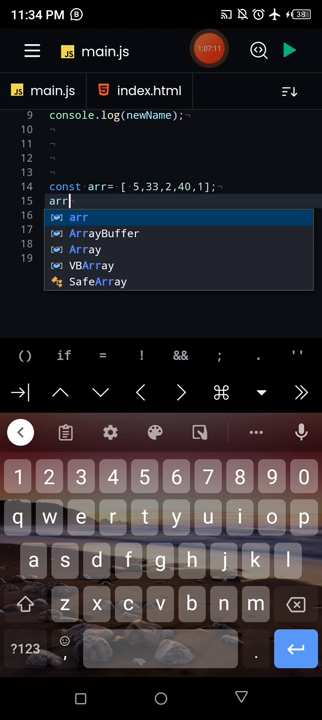 11:34 PM
38
main.js
1:07:11
main.js
index.html
9 console.log(newName);
10
11
12
13
14 const arr= [ 5,33,2,40,1];
15 arr
16 arr
17 ArrayBuffer
18 Array
19 VBArray
SafeArray
() if = ! && ; . ''
1 2 3 4 5 6 7 8 9 0
q w e r t y u i o p
a s d f g h j k l
z x c v b n m
?123 , .